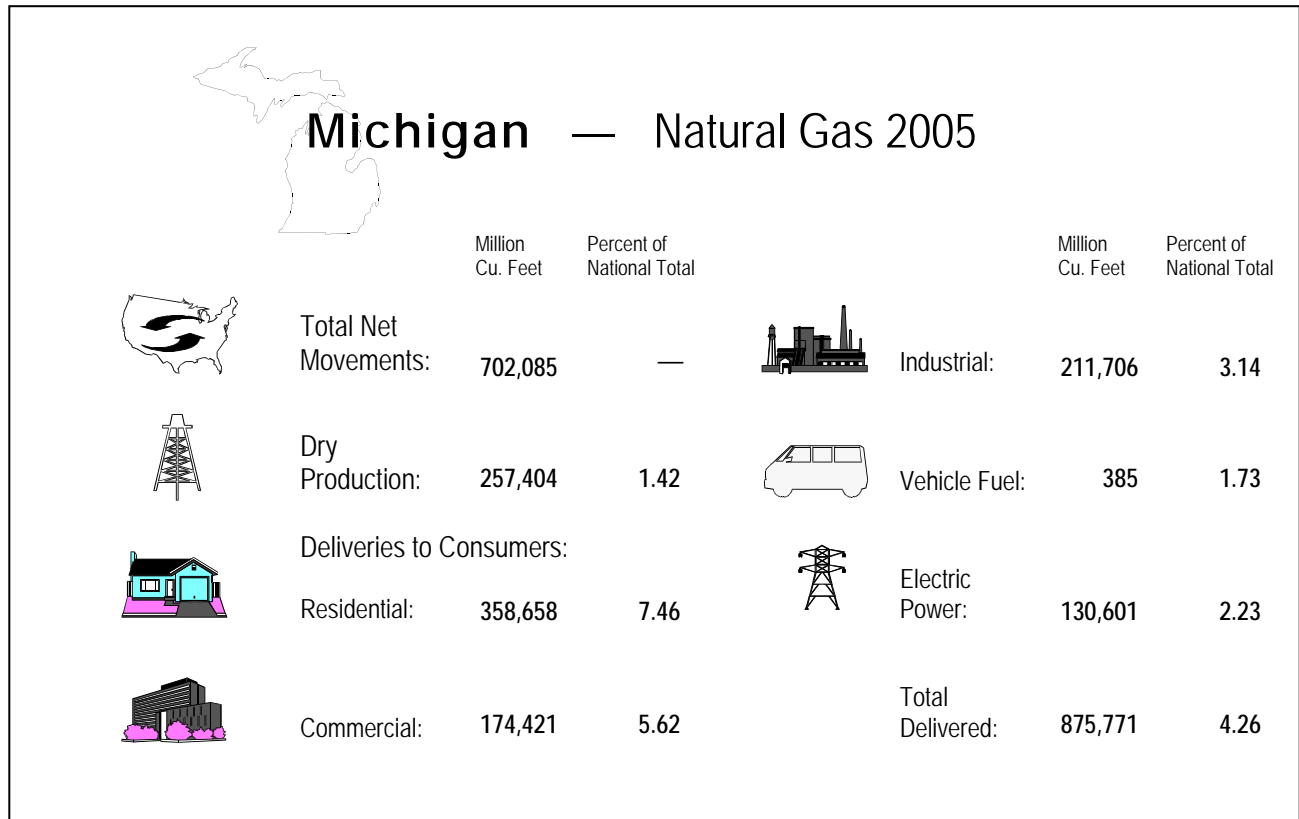 Michigan — Natural Gas 2005
Million
Cu. Feet
Percent of
National Total
Total Net
Movements: 702,085 —
Dry
Production: 257,404 1.42
Deliveries to Consumers:
Residential: 358,658 7.46
Commercial: 174,421 5.62
Million
Cu. Feet
Percent of
National Total
Industrial: 211,706 3.14
Vehicle Fuel: 385 1.73
Electric
Power: 130,601 2.23
Total
Delivered: 875,771 4.26